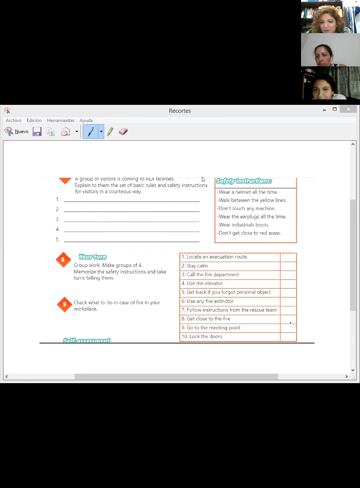 Recortes
Archivo Edición Herramientas Ayuda
Nuevo
A group of visitors is coming to REX facilities.
Explain to them the set of basic rules and safety instructions
for visitors in a courteous way.
1.
2.
3.
4.
5.
Safety instructions:
-Wear a helmet all the time.
-Walk between the yellow lines.
-Don't touch any machine.
-Wear the earplugs all the time.
-Wear industrials boots.
-Don't get close to red areas.
8 Your turn
Group work. Make groups of 4.
Memorize the safety instructions and take
turns telling them.
9 Check what to do in case of fire in your
workplace.
1. Locate an evacuation route.
2. Stay calm
3. Call the fire department
4. Use the elevator
5. Get back if you forgot personal object
6. Use any fire extintor
7. Follow instructions from the rescue team
8. Get close to the fire
9. Go to the meeting point
10. Lock the doors
Self-assessment